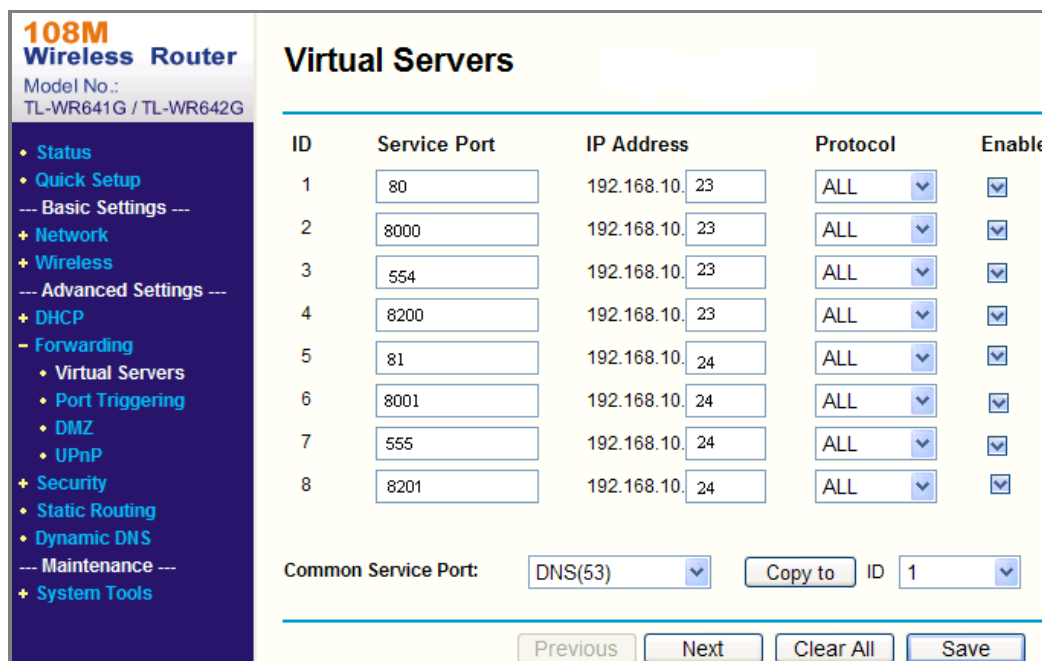 108M
Wireless Router
Model No.:
TL-WR641G / TL-WR642G
Status
Quick Setup
--- Basic Settings ---
Network
Wireless
--- Advanced Settings ---
DHCP
Forwarding
Virtual Servers
Port Triggering
DMZ
UPnP
Security
Static Routing
Dynamic DNS
--- Maintenance ---
System Tools
Virtual Servers
ID Service Port IP Address Protocol Enable
1 80 192.168.10. 23 ALL
2 8000 192.168.10. 23 ALL
3 554 192.168.10. 23 ALL
4 8200 192.168.10. 23 ALL
5 81 192.168.10. 24 ALL
6 8001 192.168.10. 24 ALL
7 555 192.168.10. 24 ALL
8 8201 192.168.10. 24 ALL
Common Service Port: DNS(53) Copy to ID 1
Previous Next Clear All Save